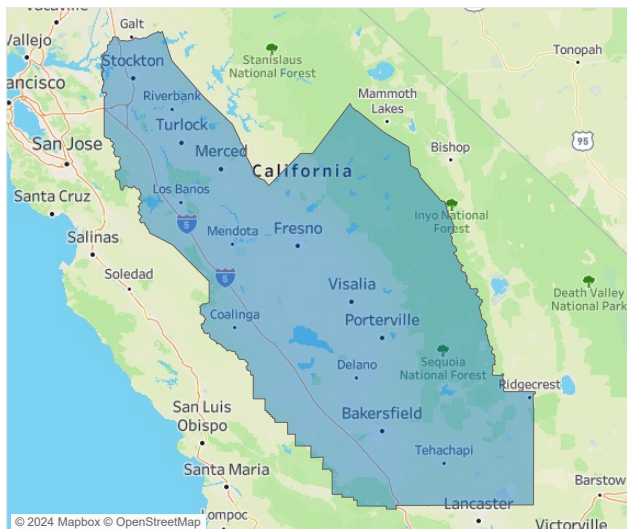 Vacaville
Galt
95
Vallejo
Stockton
Stanislaus
National Forest
Tonopah
Riverbank
Mammoth
Lakes
ancisco
Turlock
95
San Jose
Merced
California
Bishop
Santa Cruz
Los Banos
5
Inyo National
Forest
Salinas
Mendota
Fresno
Soledad
5
Visalia
Death Valley
National Park
Coalinga
Porterville
Delano
Sequoia
National Forest
Ridgecrest
San Luis
Obispo
Bakersfield
Santa Maria
Tehachapi
Barstow
Lompoc
Lancaster
Victorville
© 2024 Mapbox © OpenStreetMap